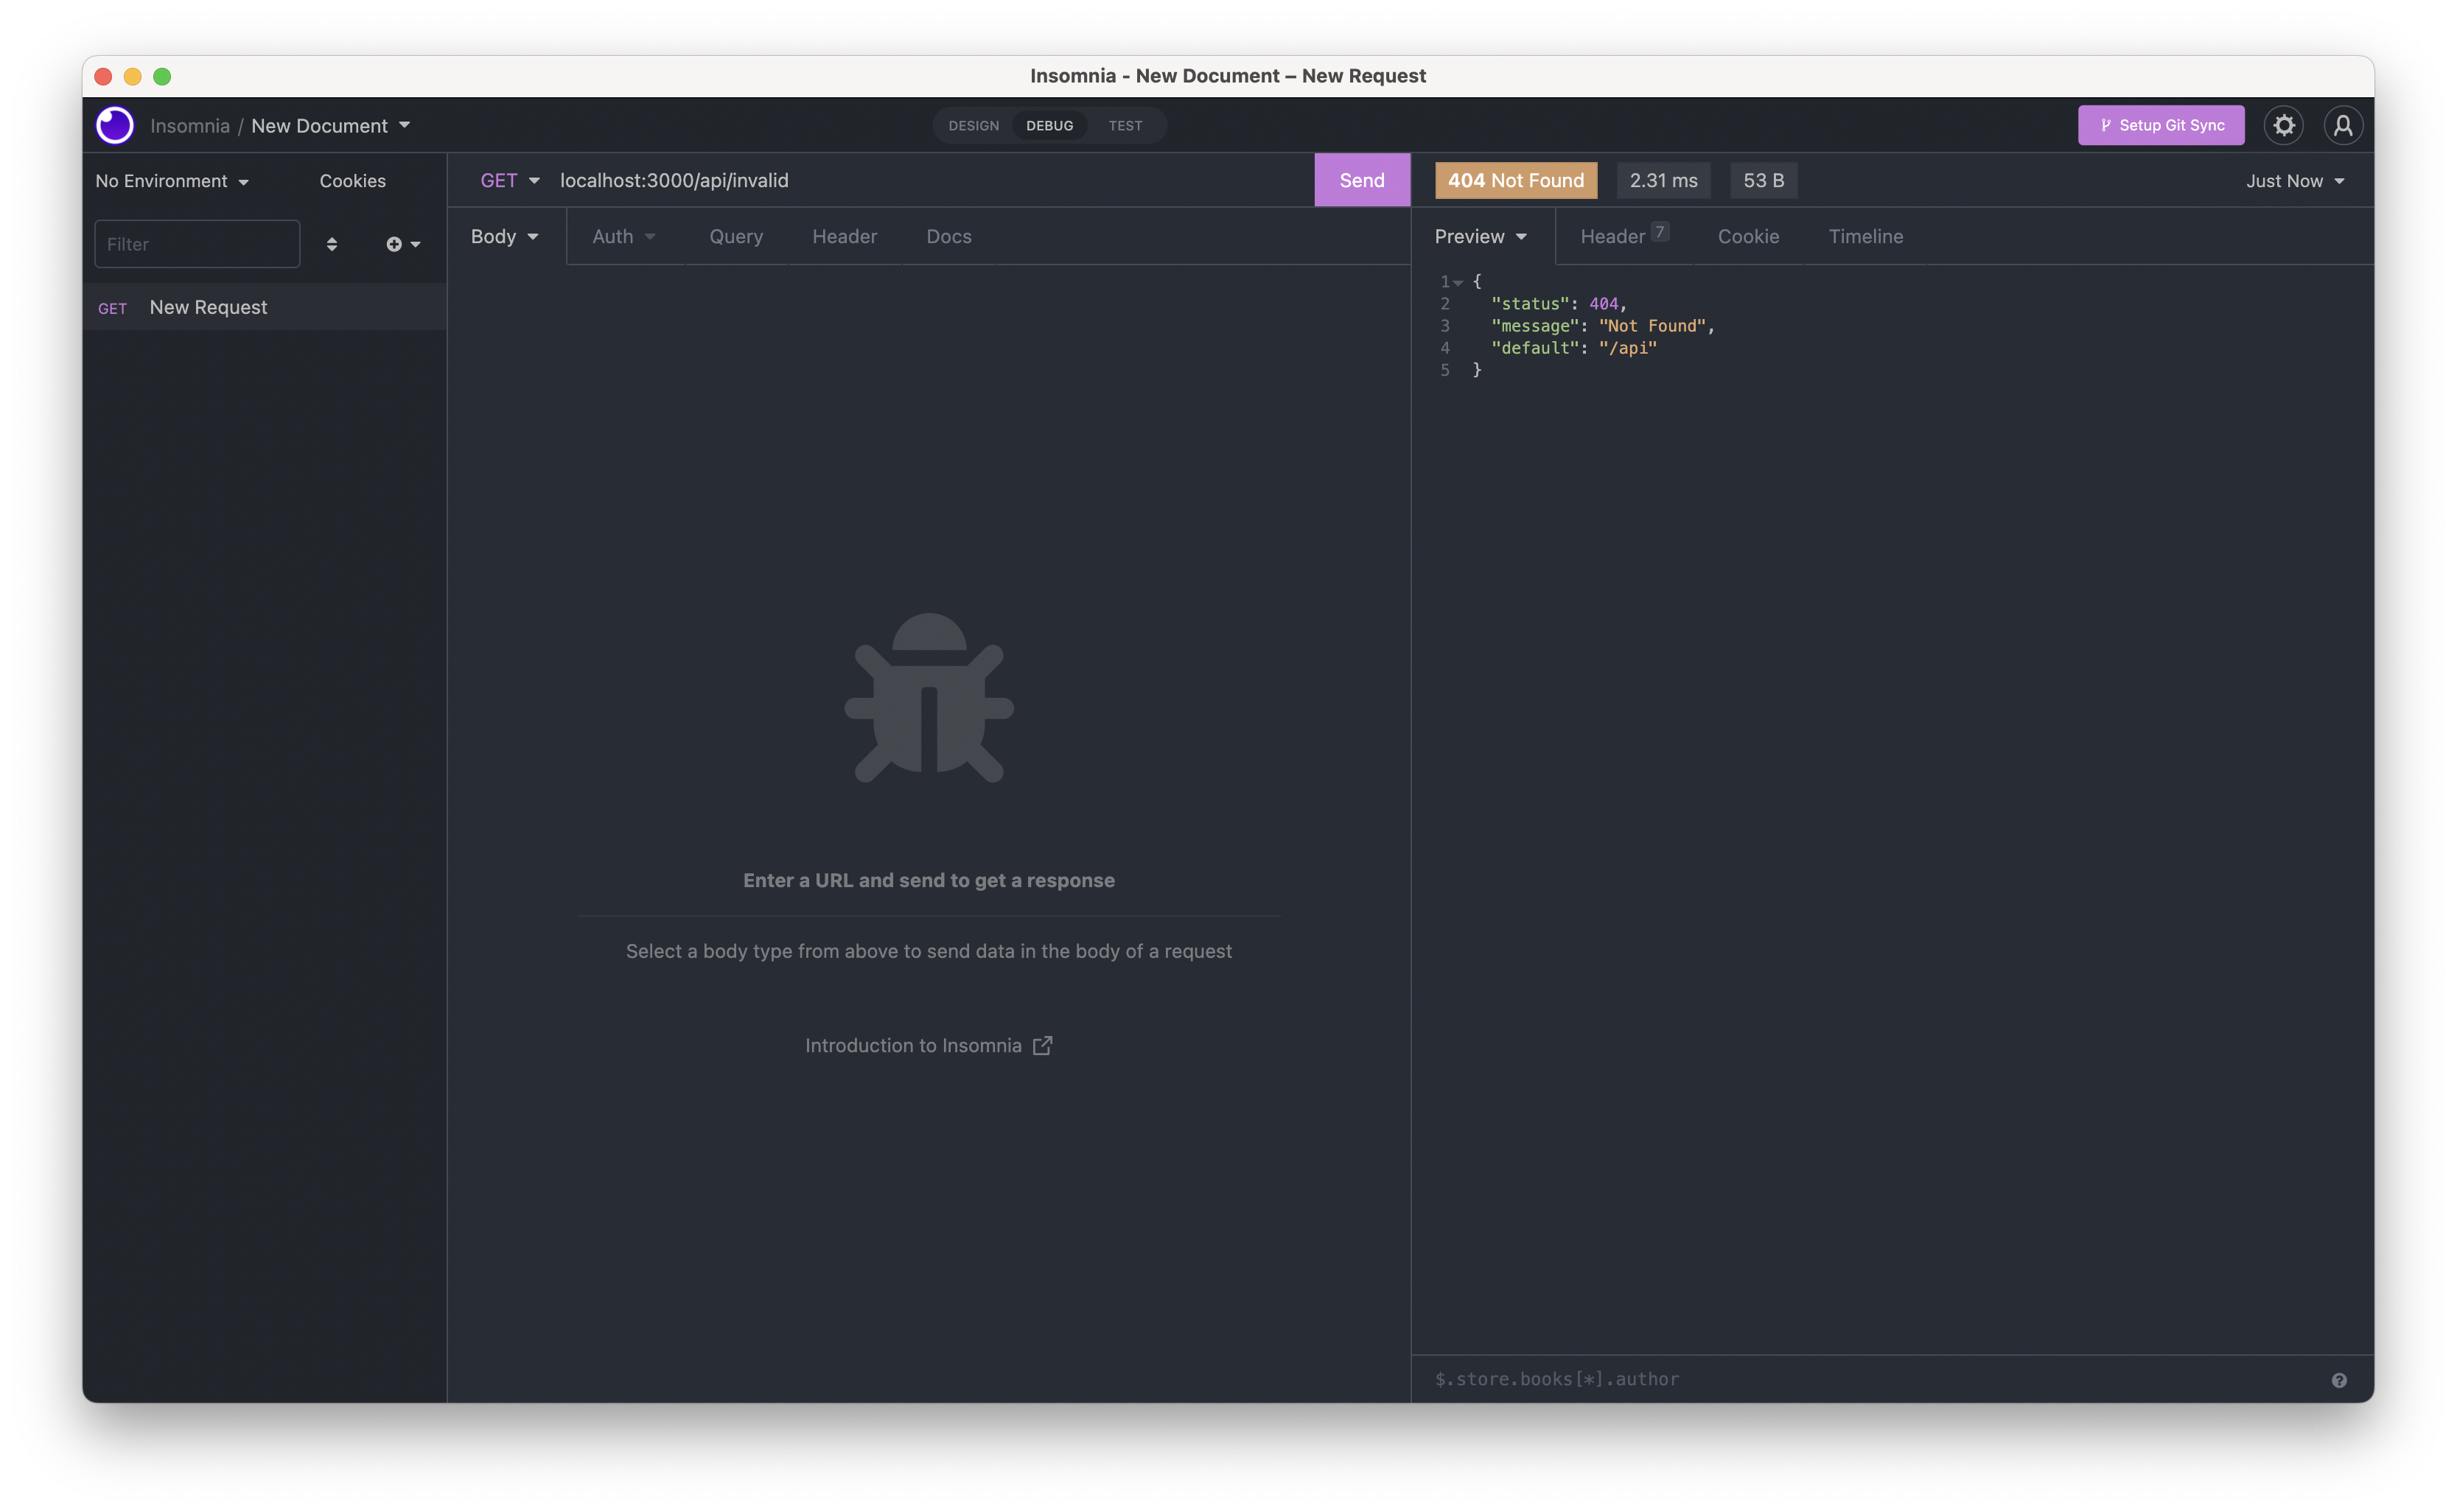 Insomnia - New Document – New Request
Insomnia / New Document
DESIGN DEBUG TEST
Setup Git Sync
No Environment Cookies
GET localhost:3000/api/invalid Send
404 Not Found 2.31 ms 53 B Just Now
Filter
Body Auth Query Header Docs
Preview Header 7 Cookie Timeline
GET New Request
1 {
2 "status": 404,
3 "message": "Not Found",
4 "default": "/api"
5 }
Enter a URL and send to get a response
Select a body type from above to send data in the body of a request
Introduction to Insomnia
$.store.books[*].author